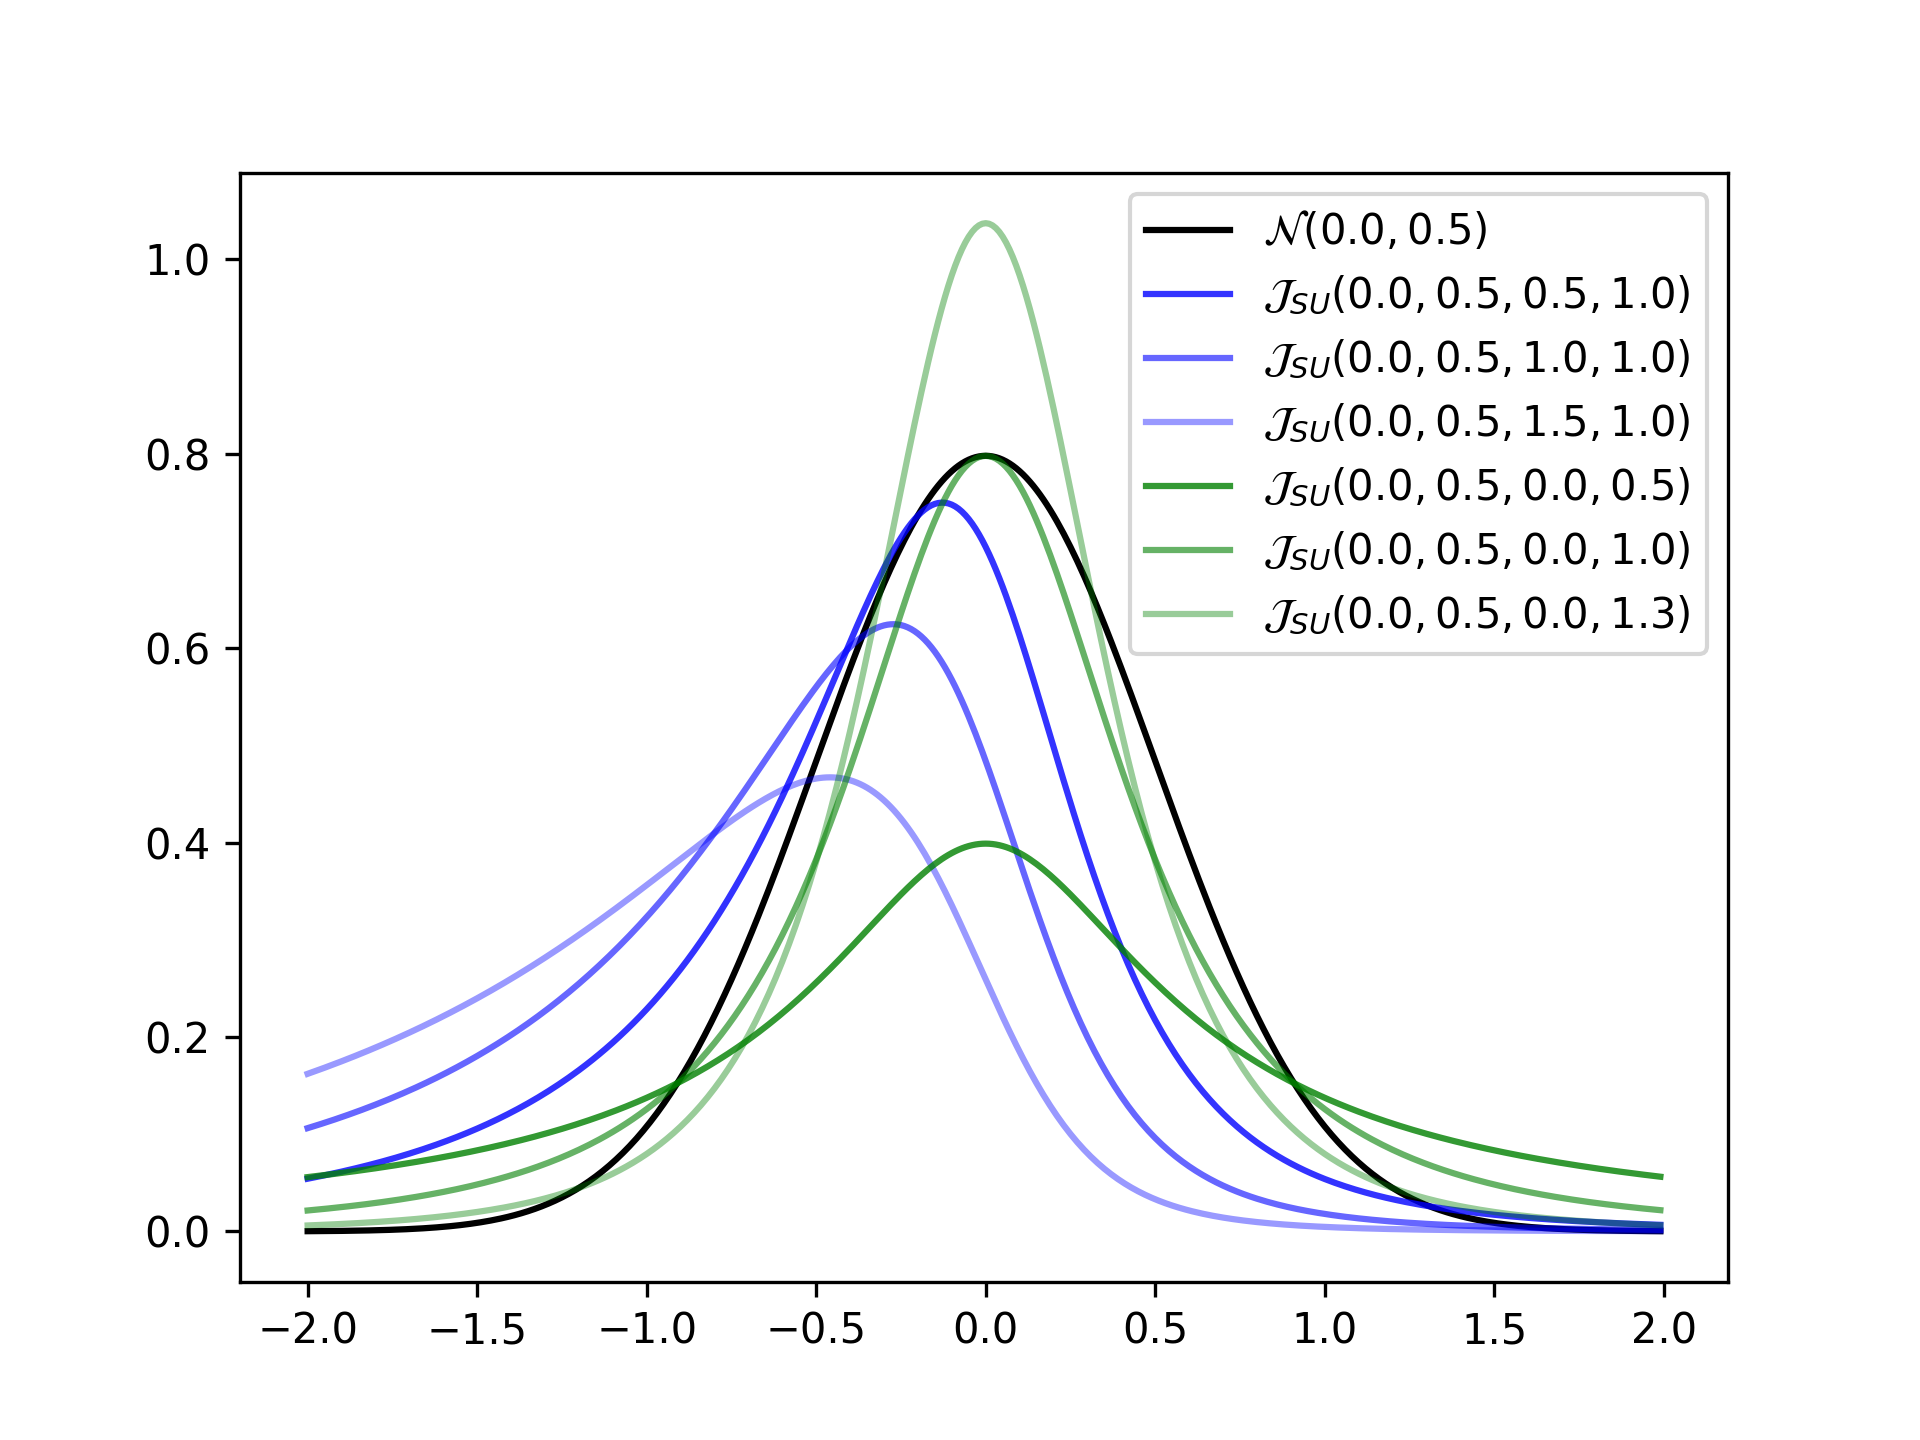 𝒩(0.0, 0.5)
𝒥SU(0.0, 0.5, 0.5, 1.0)
𝒥SU(0.0, 0.5, 1.0, 1.0)
𝒥SU(0.0, 0.5, 1.5, 1.0)
𝒥SU(0.0, 0.5, 0.0, 0.5)
𝒥SU(0.0, 0.5, 0.0, 1.0)
𝒥SU(0.0, 0.5, 0.0, 1.3)
1.0
0.8
0.6
0.4
0.2
0.0
−2.0 −1.5 −1.0 −0.5 0.0 0.5 1.0 1.5 2.0